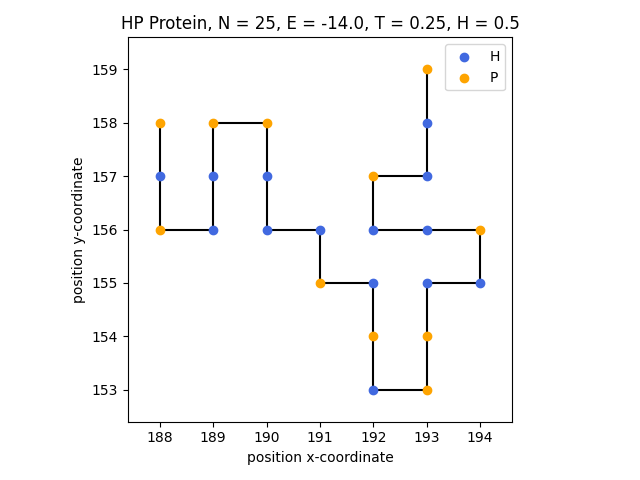 HP Protein, N = 25, E = -14.0, T = 0.25, H = 0.5
H
P
159
158
157
156
155
154
153
position y-coordinate
188 189 190 191 192 193 194
position x-coordinate